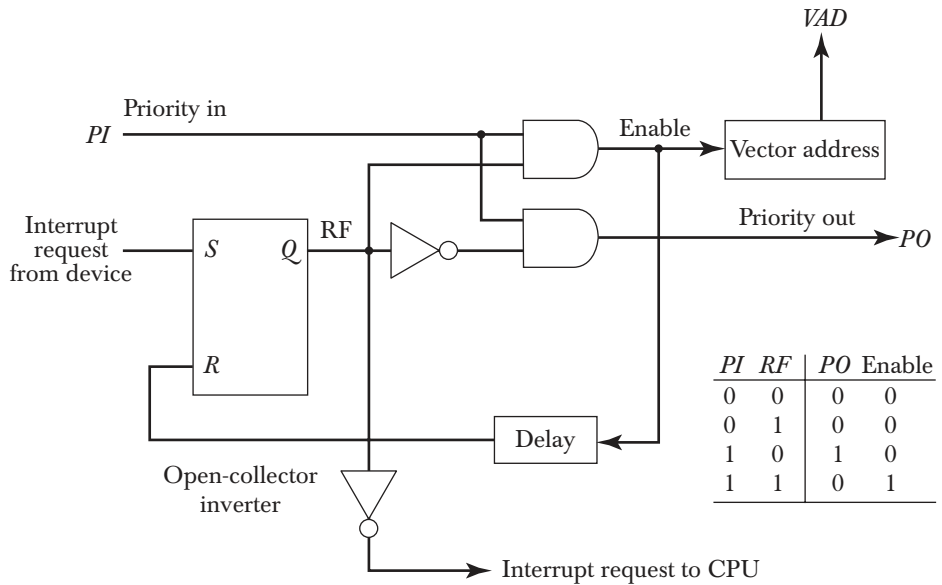 VAD
Priority in
PI
Enable
Vector address
Interrupt
request
from device
S
Q
RF
Priority out
PO
R
Delay
Open-collector
inverter
Interrupt request to CPU
PI RF PO Enable
0 0 0 0
0 1 0 0
1 0 1 0
1 1 0 1